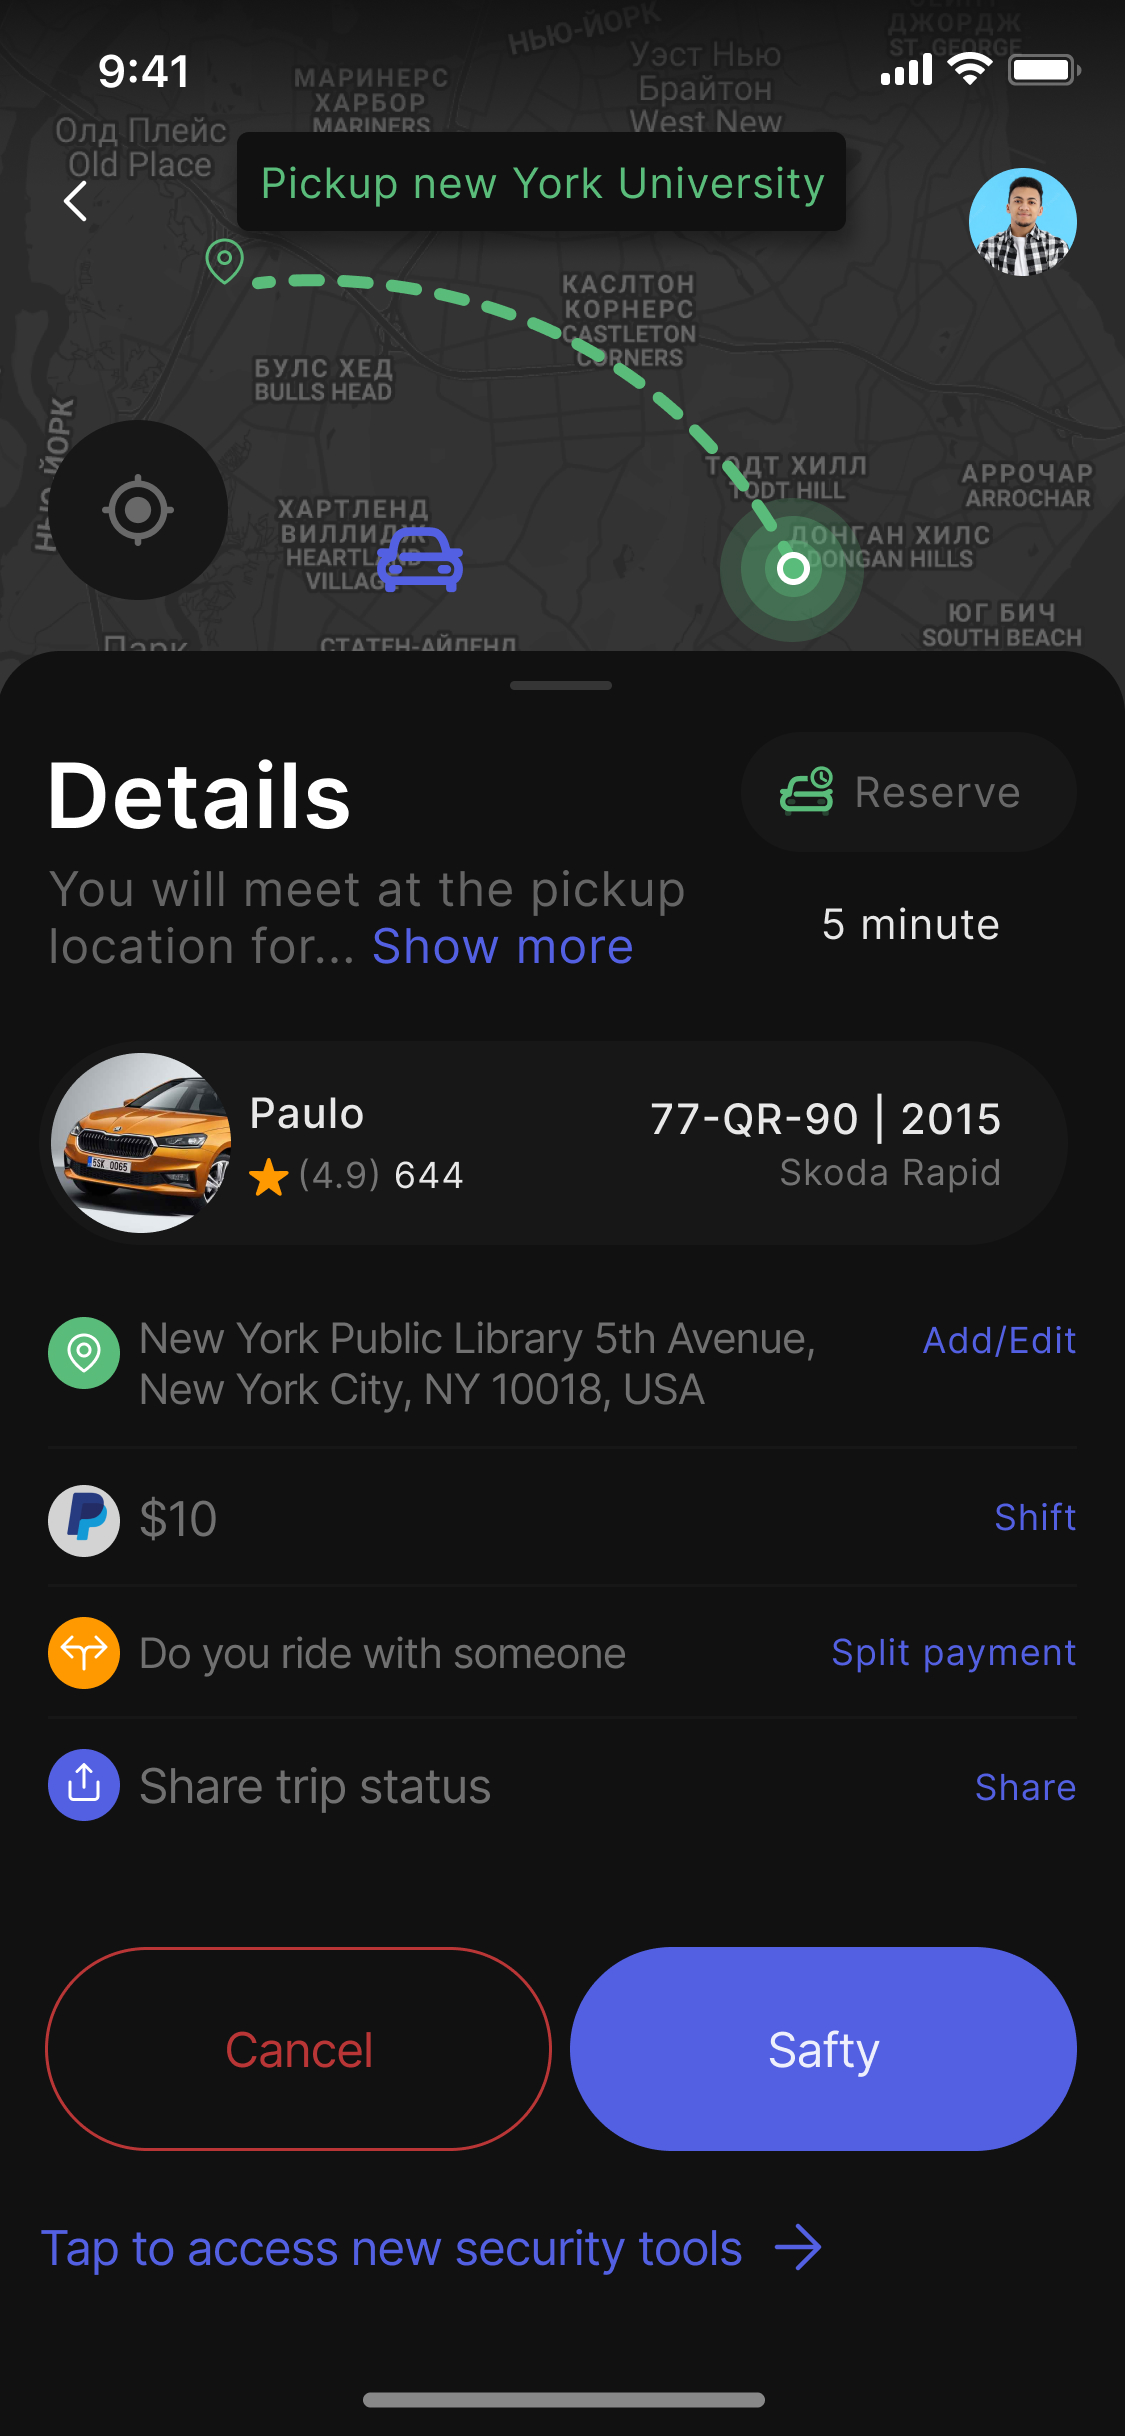 НЬЮ-ЙОРК
ДЖОРДЖ
ST. GEORGE
9:41
МАРИНЕРС
ХАРБОР
MARINERS
Уэст Нью
Брайтон
West New
Олд Плейс
Old Place
Pickup new York University
КАСЛТОН
КОРНЕРС
CASTLETON
CORNERS
БУЛС ХЕД
BULLS HEAD
НЬЮ-ЙОРК
ТОДТ ХИЛЛ
TODT HILL
АРРОЧАР
ARROCHAR
ХАРТЛЕНД
ВИЛЛИДЖ
HEARTLAND
VILLAGE
ДОНГАН ХИЛС
DONGAN HILLS
ЮГ БИЧ
SOUTH BEACH
Парк
СТАТЕН-АЙЛЕНД
Details
Reserve
You will meet at the pickup
location for... Show more
5 minute
Paulo
77-QR-90 | 2015
(4.9) 644
Skoda Rapid
5SK 0065
New York Public Library 5th Avenue,
New York City, NY 10018, USA
Add/Edit
$10
Shift
Do you ride with someone
Split payment
Share trip status
Share
Cancel
Safty
Tap to access new security tools